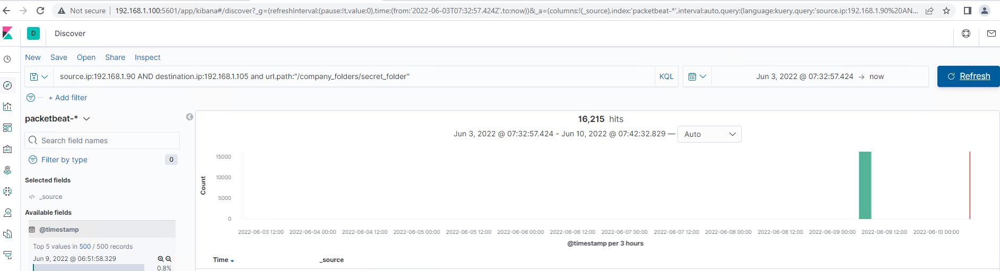 Not secure | 192.168.1.100:5601/app/kibana#/discover?_g=(refreshInterval:(pause:!t,value:0),time:(from:'2022-06-03T07:32:57.424Z',to:now))&_a=(columns:!(_source),index:'packetbeat-*',interval:auto,query:(language:kuery,query:'source.ip:192.168.1.90%20AN...
D Discover
New Save Open Share Inspect
source.ip:192.168.1.90 AND destination.ip:192.168.1.105 and url.path:"/company_folders/secret_folder" KQL Jun 3, 2022 @ 07:32:57.424 → now Refresh
+ Add filter
packetbeat-*
Search field names
Filter by type 0
Selected fields
</> _source
Available fields
@timestamp
Top 5 values in 500 / 500 records
Jun 9, 2022 @ 06:51:58.329
0.8%
16,215 hits
Jun 3, 2022 @ 07:32:57.424 - Jun 10, 2022 @ 07:42:32.829 — Auto
Count
15000
10000
5000
0
2022-06-03 12:00 2022-06-04 00:00 2022-06-04 12:00 2022-06-05 00:00 2022-06-05 12:00 2022-06-06 00:00 2022-06-06 12:00 2022-06-07 00:00 2022-06-07 12:00 2022-06-08 00:00 2022-06-08 12:00 2022-06-09 00:00 2022-06-09 12:00 2022-06-10 00:00
@timestamp per 3 hours
Time _source